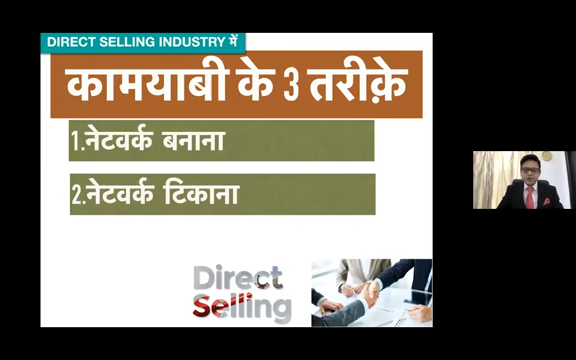 DIRECT SELLING INDUSTRY में
कामयाबी के 3 तरीक़े
1.नेटवर्क बनाना
2.नेटवर्क टिकाना
Direct
Selling